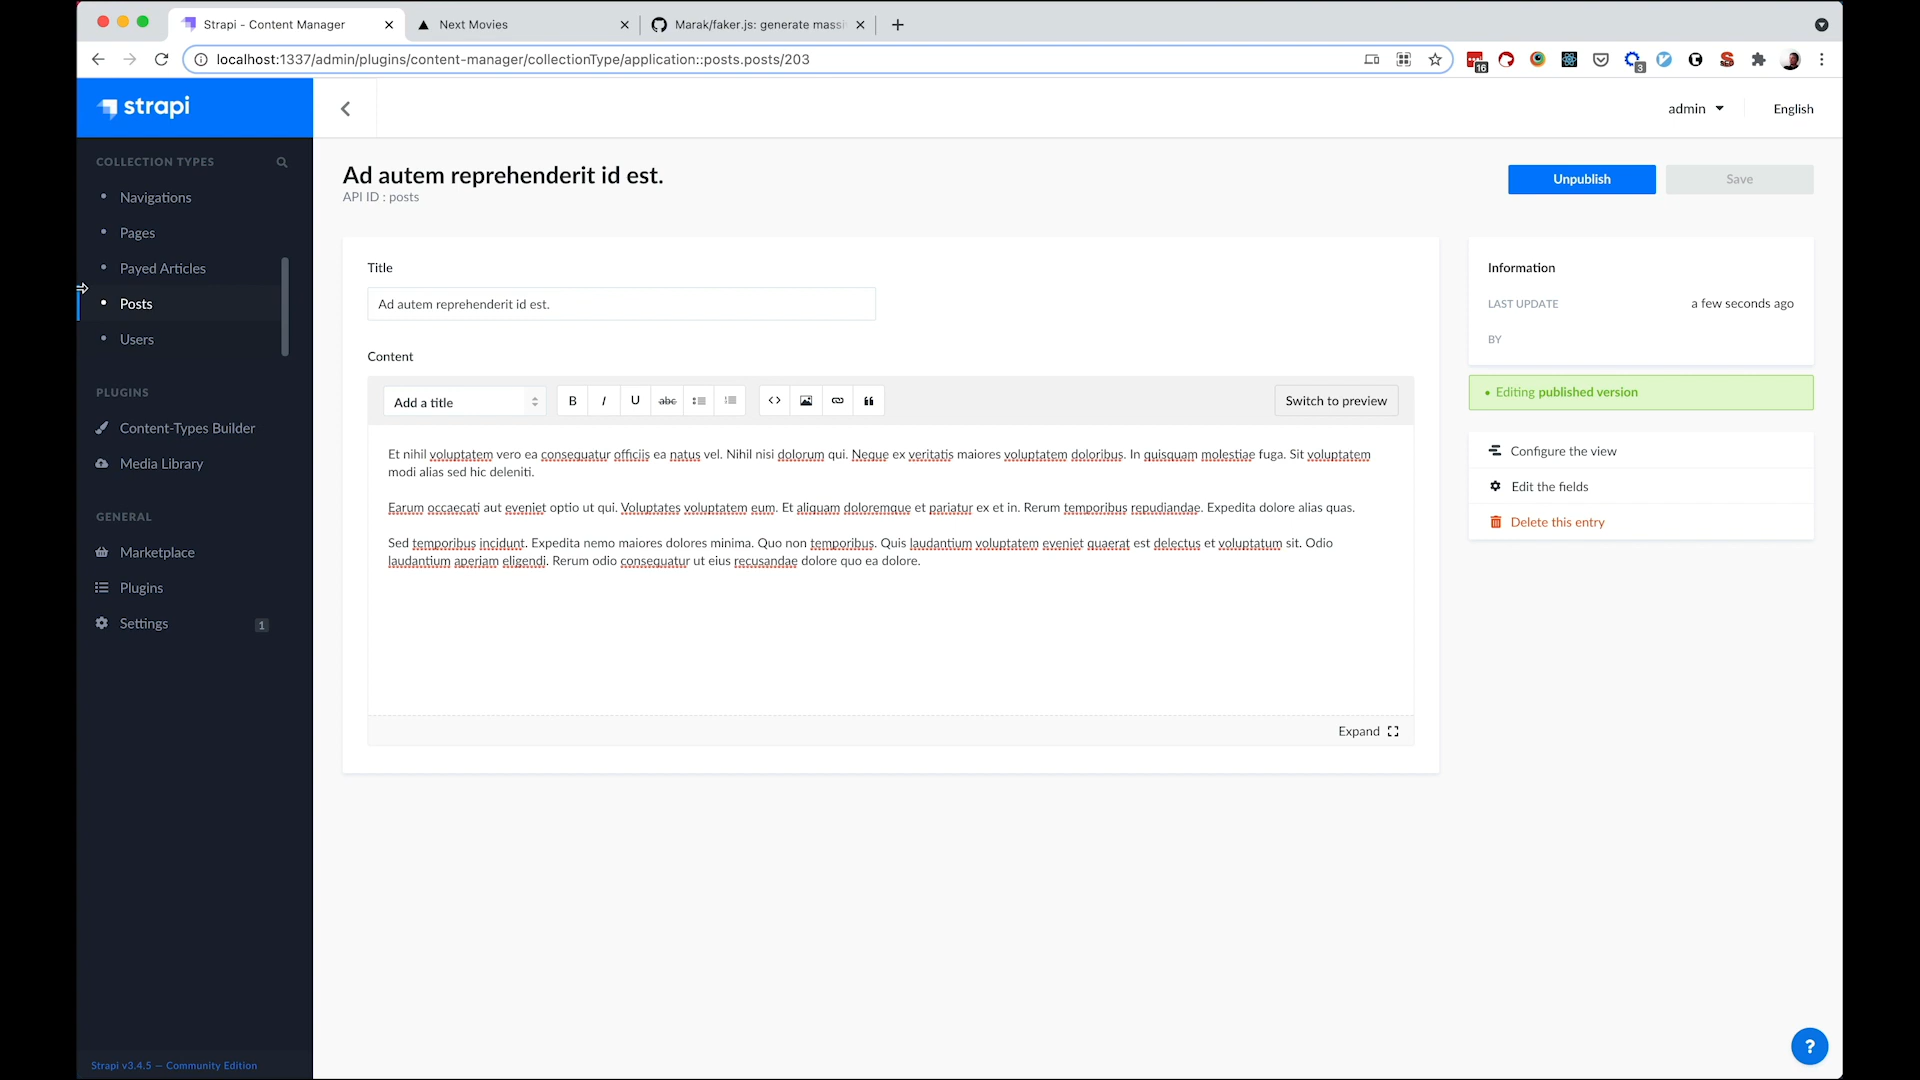 Strapi - Content Manager
Next Movies
Marak/faker.js: generate massi
localhost:1337/admin/plugins/content-manager/collectionType/application::posts.posts/203
16
3
strapi
admin
English
COLLECTION TYPES
Navigations
Pages
Payed Articles
Posts
Users
PLUGINS
Content-Types Builder
Media Library
GENERAL
Marketplace
Plugins
Settings
1
Strapi v3.4.5 — Community Edition
Ad autem reprehenderit id est.
API ID : posts
Unpublish
Save
Title
Ad autem reprehenderit id est.
Content
Add a title
B
I
U
abc
Switch to preview
Et nihil voluptatem vero ea consequatur officiis ea natus vel. Nihil nisi dolorum qui. Neque ex veritatis maiores voluptatem doloribus. In quisquam molestiae fuga. Sit voluptatem
modi alias sed hic deleniti.
Earum occaecati aut eveniet optio ut qui. Voluptates voluptatem eum. Et aliquam doloremque et pariatur ex et in. Rerum temporibus repudiandae. Expedita dolore alias quas.
Sed temporibus incidunt. Expedita nemo maiores dolores minima. Quo non temporibus. Quis laudantium voluptatem eveniet quaerat est delectus et voluptatum sit. Odio
laudantium aperiam eligendi. Rerum odio consequatur ut eius recusandae dolore quo ea dolore.
Expand
Information
LAST UPDATE
a few seconds ago
BY
Editing published version
Configure the view
Edit the fields
Delete this entry
?